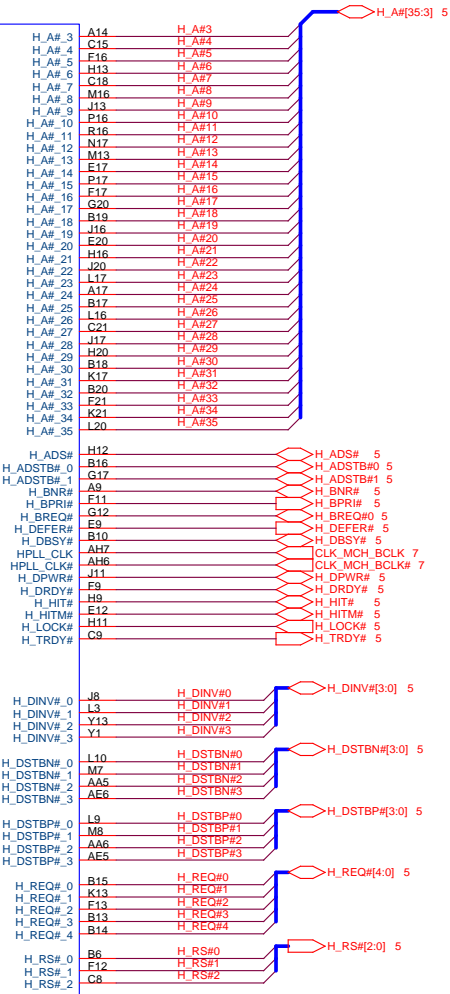 H_A#[35:3] 5
H_A#_3 A14 H_A#3
H_A#_4 C15 H_A#4
H_A#_5 F16 H_A#5
H_A#_6 H13 H_A#6
H_A#_7 C18 H_A#7
H_A#_8 M16 H_A#8
H_A#_9 J13 H_A#9
H_A#_10 P16 H_A#10
H_A#_11 R16 H_A#11
H_A#_12 N17 H_A#12
H_A#_13 M13 H_A#13
H_A#_14 E17 H_A#14
H_A#_15 P17 H_A#15
H_A#_16 F17 H_A#16
H_A#_17 G20 H_A#17
H_A#_18 B19 H_A#18
H_A#_19 J16 H_A#19
H_A#_20 E20 H_A#20
H_A#_21 H16 H_A#21
H_A#_22 J20 H_A#22
H_A#_23 L17 H_A#23
H_A#_24 A17 H_A#24
H_A#_25 B17 H_A#25
H_A#_26 L16 H_A#26
H_A#_27 C21 H_A#27
H_A#_28 J17 H_A#28
H_A#_29 H20 H_A#29
H_A#_30 B18 H_A#30
H_A#_31 K17 H_A#31
H_A#_32 B20 H_A#32
H_A#_33 F21 H_A#33
H_A#_34 K21 H_A#34
H_A#_35 L20 H_A#35
H_ADS# H12 H_ADS# 5
H_ADSTB#_0 B16 H_ADSTB#0 5
H_ADSTB#_1 G17 H_ADSTB#1 5
H_BNR# A9 H_BNR# 5
H_BPRI# F11 H_BPRI# 5
H_BREQ# G12 H_BREQ#0 5
H_DEFER# E9 H_DEFER# 5
H_DBSY# B10 H_DBSY# 5
HPLL_CLK AH7 CLK_MCH_BCLK 7
HPLL_CLK# AH6 CLK_MCH_BCLK# 7
H_DPWR# J11 H_DPWR# 5
H_DRDY# F9 H_DRDY# 5
H_HIT# H9 H_HIT# 5
H_HITM# E12 H_HITM# 5
H_LOCK# H11 H_LOCK# 5
H_TRDY# C9 H_TRDY# 5
H_DINV#[3:0] 5
H_DINV#_0 J8 H_DINV#0
H_DINV#_1 L3 H_DINV#1
H_DINV#_2 Y13 H_DINV#2
H_DINV#_3 Y1 H_DINV#3
H_DSTBN#[3:0] 5
H_DSTBN#_0 L10 H_DSTBN#0
H_DSTBN#_1 M7 H_DSTBN#1
H_DSTBN#_2 AA5 H_DSTBN#2
H_DSTBN#_3 AE6 H_DSTBN#3
H_DSTBP#[3:0] 5
H_DSTBP#_0 L9 H_DSTBP#0
H_DSTBP#_1 M8 H_DSTBP#1
H_DSTBP#_2 AA6 H_DSTBP#2
H_DSTBP#_3 AE5 H_DSTBP#3
H_REQ#[4:0] 5
H_REQ#_0 B15 H_REQ#0
H_REQ#_1 K13 H_REQ#1
H_REQ#_2 F13 H_REQ#2
H_REQ#_3 B13 H_REQ#3
H_REQ#_4 B14 H_REQ#4
H_RS#[2:0] 5
H_RS#_0 B6 H_RS#0
H_RS#_1 F12 H_RS#1
H_RS#_2 C8 H_RS#2